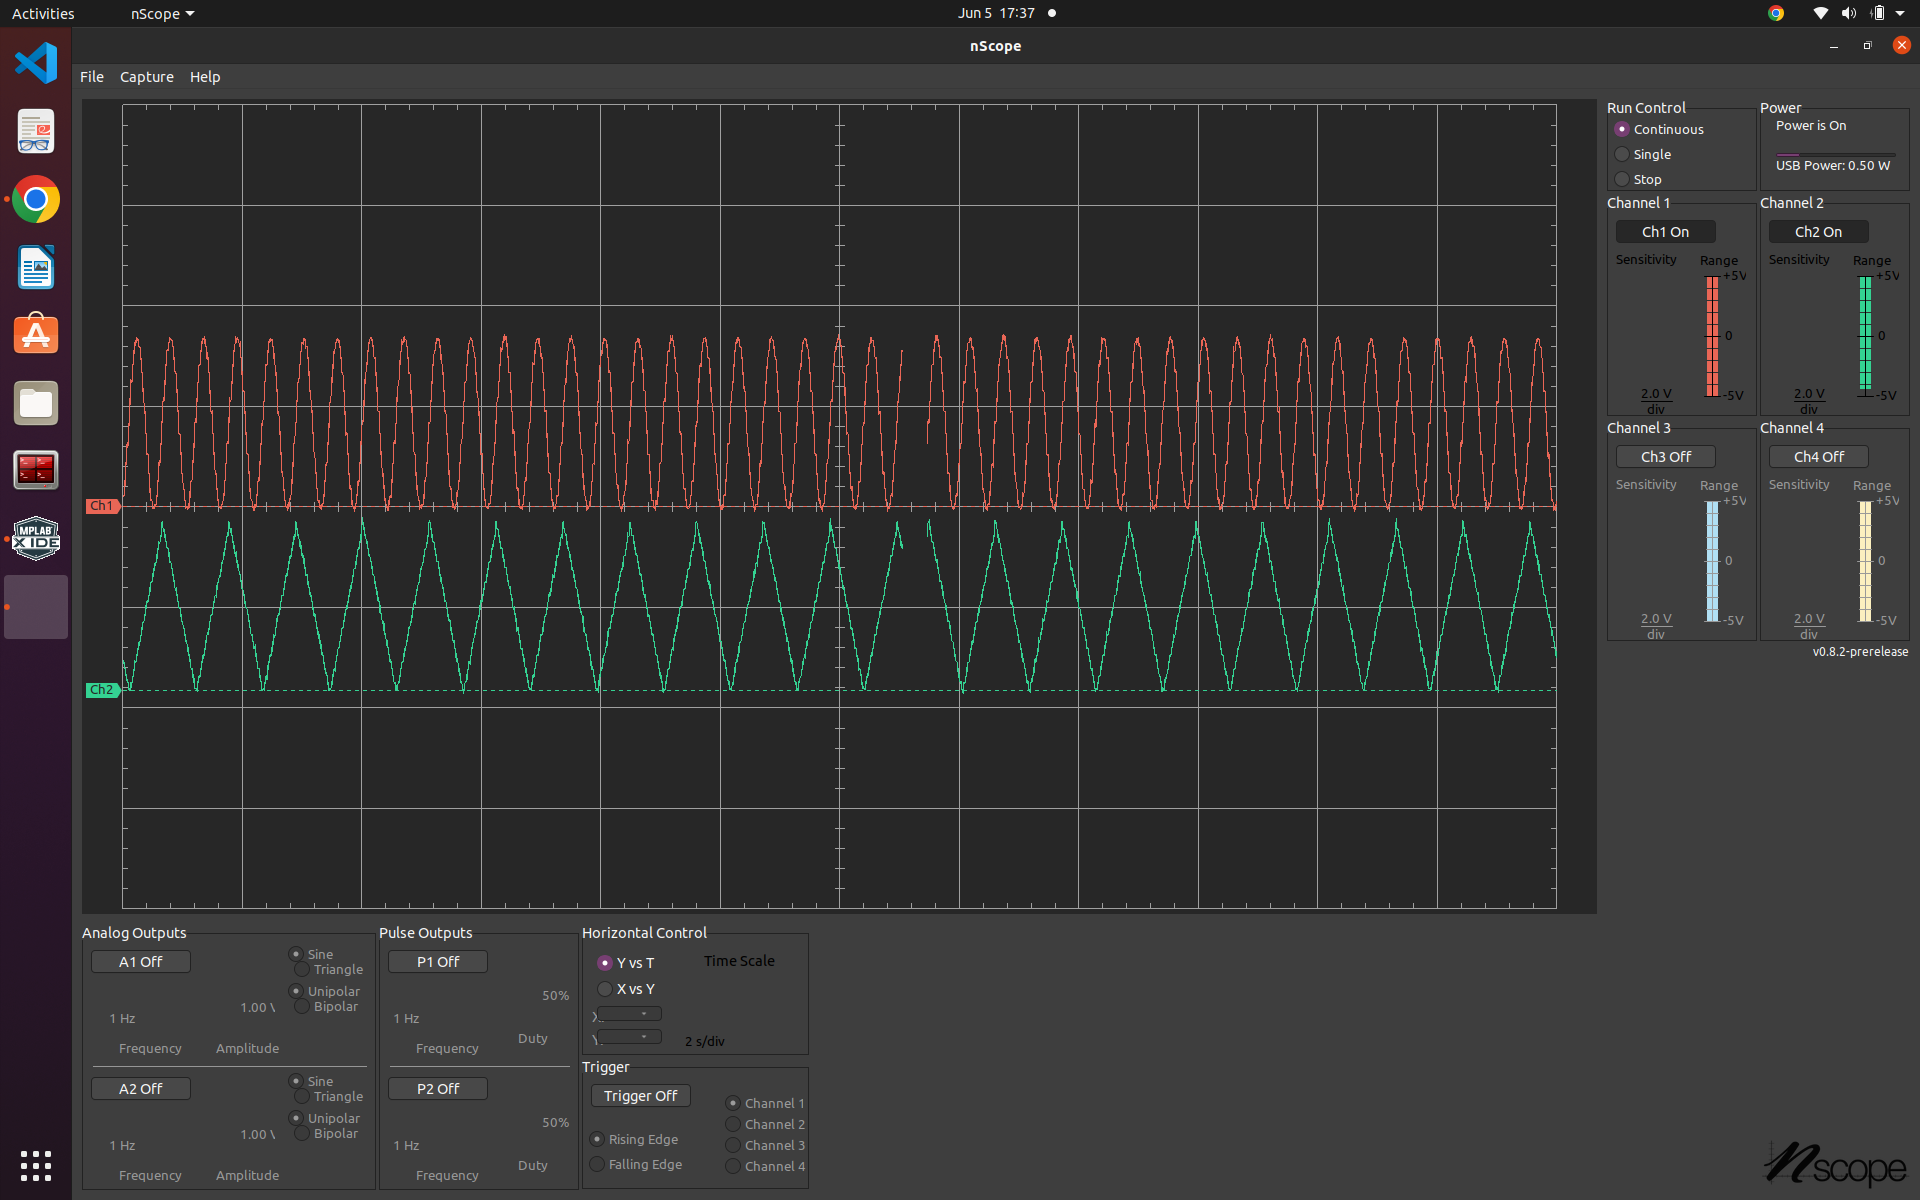 Activities
nScope
Jun 5 17:37
nScope
File Capture Help
MPLAB
X IDE
Ch1
Ch2
Run Control
Continuous
Single
Stop
Power
Power is On
USB Power: 0.50 W
Channel 1
Ch1 On
Sensitivity
Range
+5V
0
-5V
2.0 V
div
Channel 2
Ch2 On
Sensitivity
Range
+5V
0
-5V
2.0 V
div
Channel 3
Ch3 Off
Sensitivity
Range
+5V
0
-5V
2.0 V
div
Channel 4
Ch4 Off
Sensitivity
Range
+5V
0
-5V
2.0 V
div
v0.8.2-prerelease
Analog Outputs
A1 Off
Sine
Triangle
Unipolar
Bipolar
1.00 V
1 Hz
Frequency
Amplitude
A2 Off
Sine
Triangle
Unipolar
Bipolar
1.00 V
1 Hz
Frequency
Amplitude
Pulse Outputs
P1 Off
50%
1 Hz
Duty
Frequency
P2 Off
50%
1 Hz
Duty
Frequency
Horizontal Control
Y vs T
Time Scale
X vs Y
X:
Y:
2 s/div
Trigger
Trigger Off
Channel 1
Channel 2
Channel 3
Channel 4
Rising Edge
Falling Edge
nscope